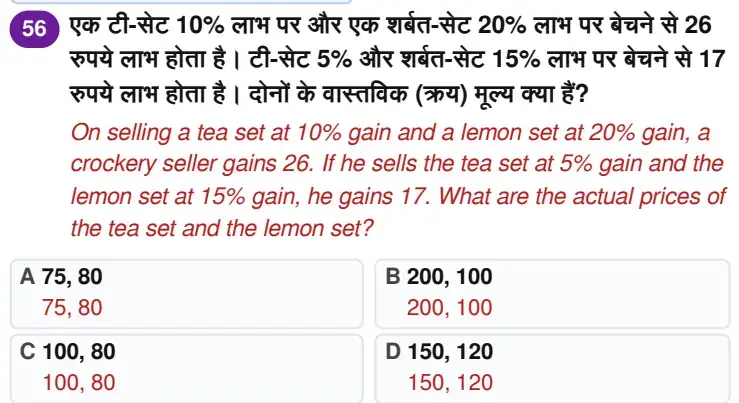 56 एक टी-सेट 10% लाभ पर और एक शर्बत-सेट 20% लाभ पर बेचने से 26
रुपये लाभ होता है। टी-सेट 5% और शर्बत-सेट 15% लाभ पर बेचने से 17
रुपये लाभ होता है। दोनों के वास्तविक (क्रय) मूल्य क्या हैं?
On selling a tea set at 10% gain and a lemon set at 20% gain, a
crockery seller gains 26. If he sells the tea set at 5% gain and the
lemon set at 15% gain, he gains 17. What are the actual prices of
the tea set and the lemon set?
A 75, 80
75, 80
B 200, 100
200, 100
C 100, 80
100, 80
D 150, 120
150, 120